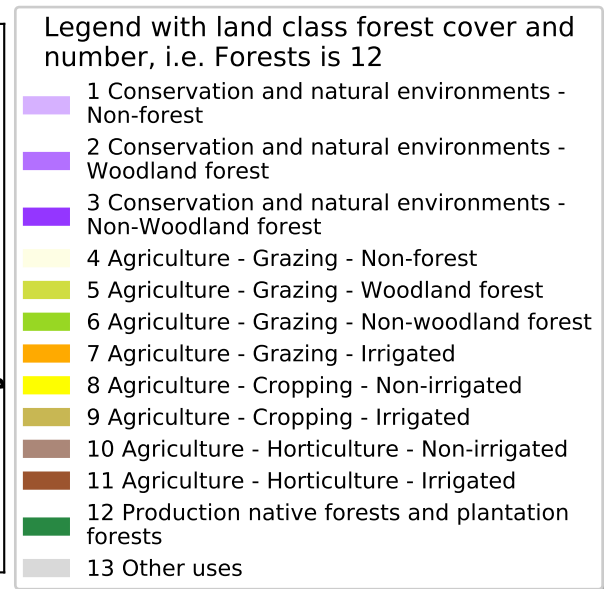 Legend with land class forest cover and
number, i.e. Forests is 12
1 Conservation and natural environments -
Non-forest
2 Conservation and natural environments -
Woodland forest
3 Conservation and natural environments -
Non-Woodland forest
4 Agriculture - Grazing - Non-forest
5 Agriculture - Grazing - Woodland forest
6 Agriculture - Grazing - Non-woodland forest
7 Agriculture - Grazing - Irrigated
8 Agriculture - Cropping - Non-irrigated
9 Agriculture - Cropping - Irrigated
10 Agriculture - Horticulture - Non-irrigated
11 Agriculture - Horticulture - Irrigated
12 Production native forests and plantation
forests
13 Other uses